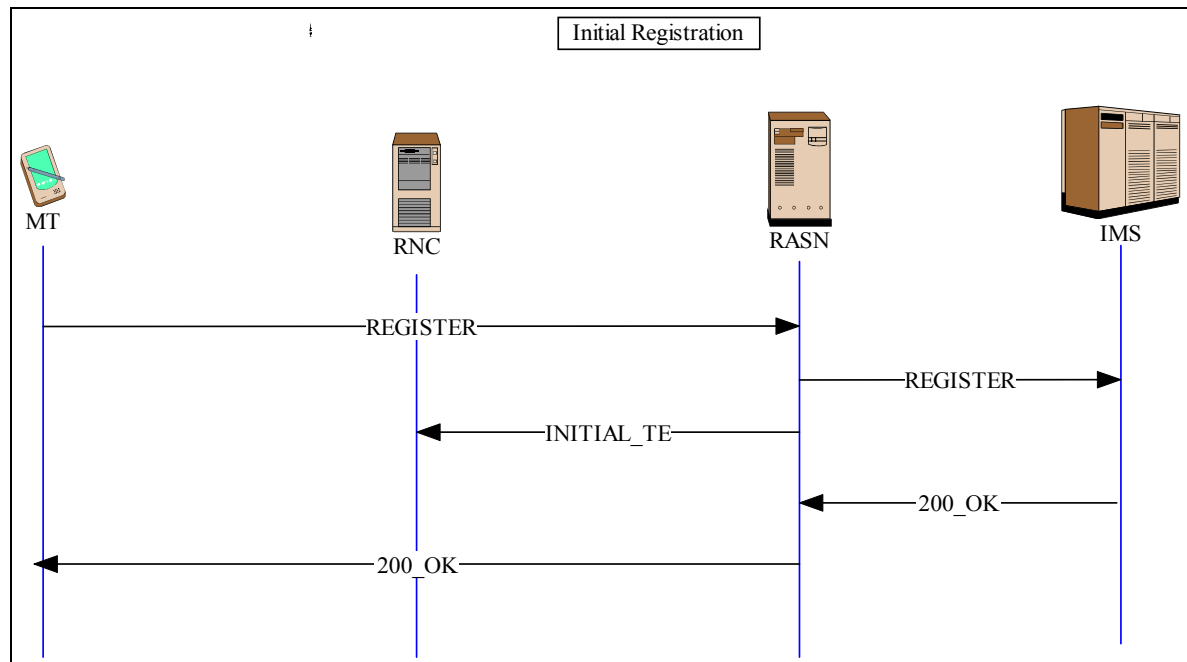 Initial Registration
MT
RNC
RASN
IMS
REGISTER
REGISTER
INITIAL_TE
200_OK
200_OK